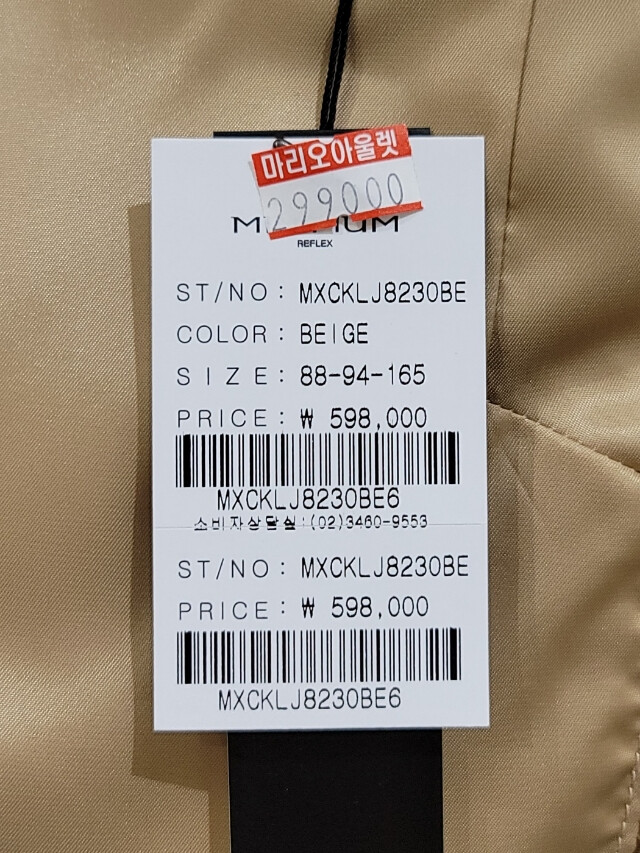 마리오아울렛
299000
REFLEX
ST/NO: MXCKLJ8230BE
COLOR: BEIGE
SIZE: 88-94-165
PRICE: ₩ 598,000
MXCKLJ8230BE6
소비자상담실:(02)3460-9553
ST/NO: MXCKLJ8230BE
PRICE: ₩ 598,000
MXCKLJ8230BE6